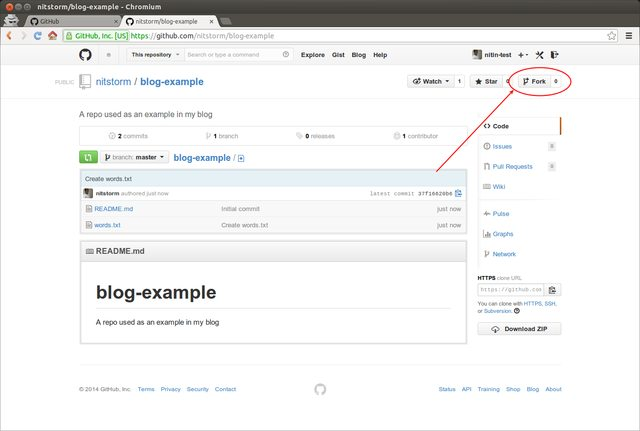 nitstorm/blog-example - Chromium
GitHub
nitstorm/blog-example
GitHub, Inc. [US] https://github.com/nitstorm/blog-example
This repository
Search or type a command
Explore Gist Blog Help
nitin-test
PUBLIC
nitstorm / blog-example
Watch 1
Star 0
Fork 0
A repo used as an example in my blog
2 commits
1 branch
0 releases
1 contributor
branch: master
blog-example /
Create words.txt
nitstorm authored just now
latest commit 37f16620b6
README.md Initial commit just now
words.txt Create words.txt just now
README.md
blog-example
A repo used as an example in my blog
Code
Issues 0
Pull Requests 0
Wiki
Pulse
Graphs
Network
HTTPS clone URL
https://github.com
You can clone with HTTPS, SSH,
or Subversion.
Download ZIP
© 2014 GitHub, Inc. Terms Privacy Security Contact
Status API Training Shop Blog About